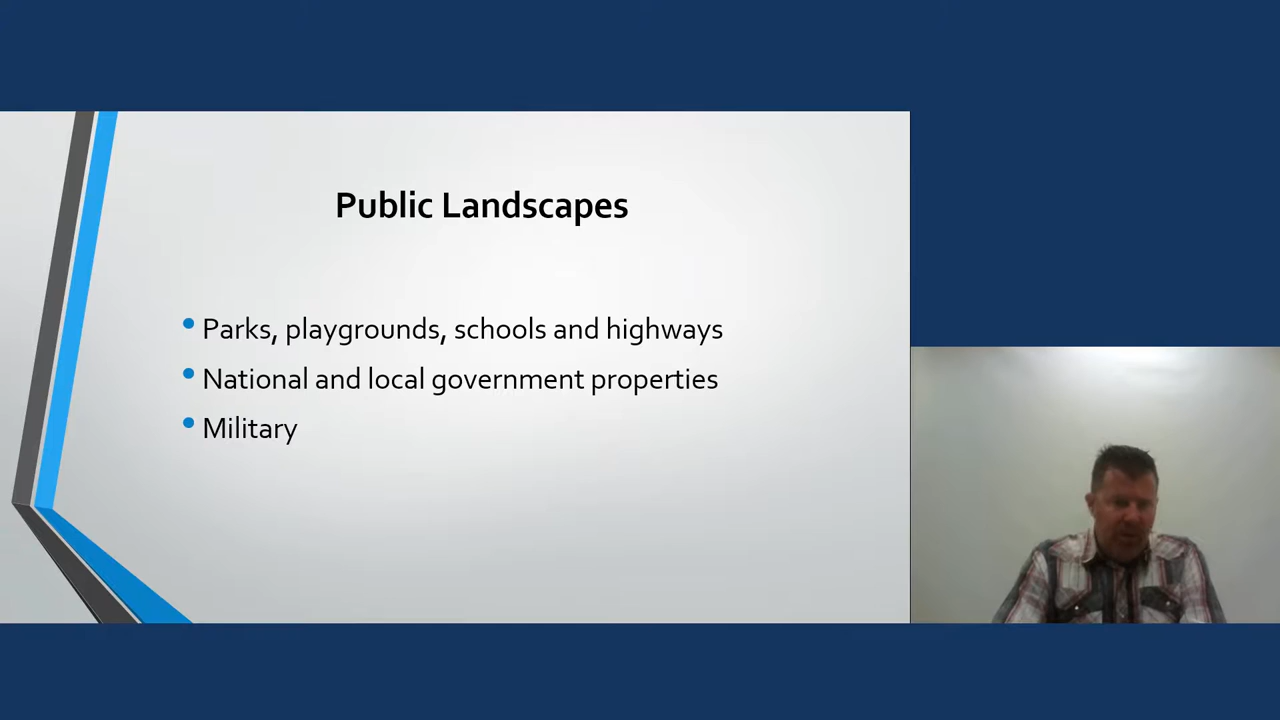 Public Landscapes
• Parks, playgrounds, schools and highways
• National and local government properties
• Military